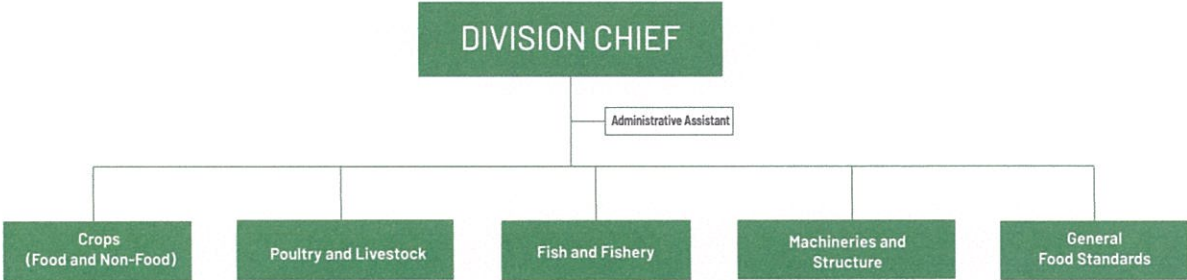 DIVISION CHIEF
Administrative Assistant
Crops
(Food and Non-Food)
Poultry and Livestock
Fish and Fishery
Machineries and
Structure
General
Food Standards